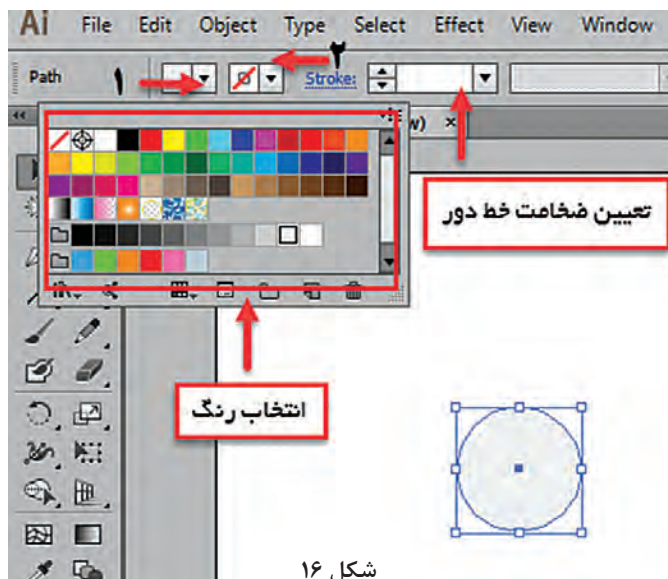 Ai File Edit Object Type Select Effect View Window
Path ۱ ۲ Stroke:
w) ×
تعیین ضخامت خط دور
انتخاب رنگ
شکل ۱۶